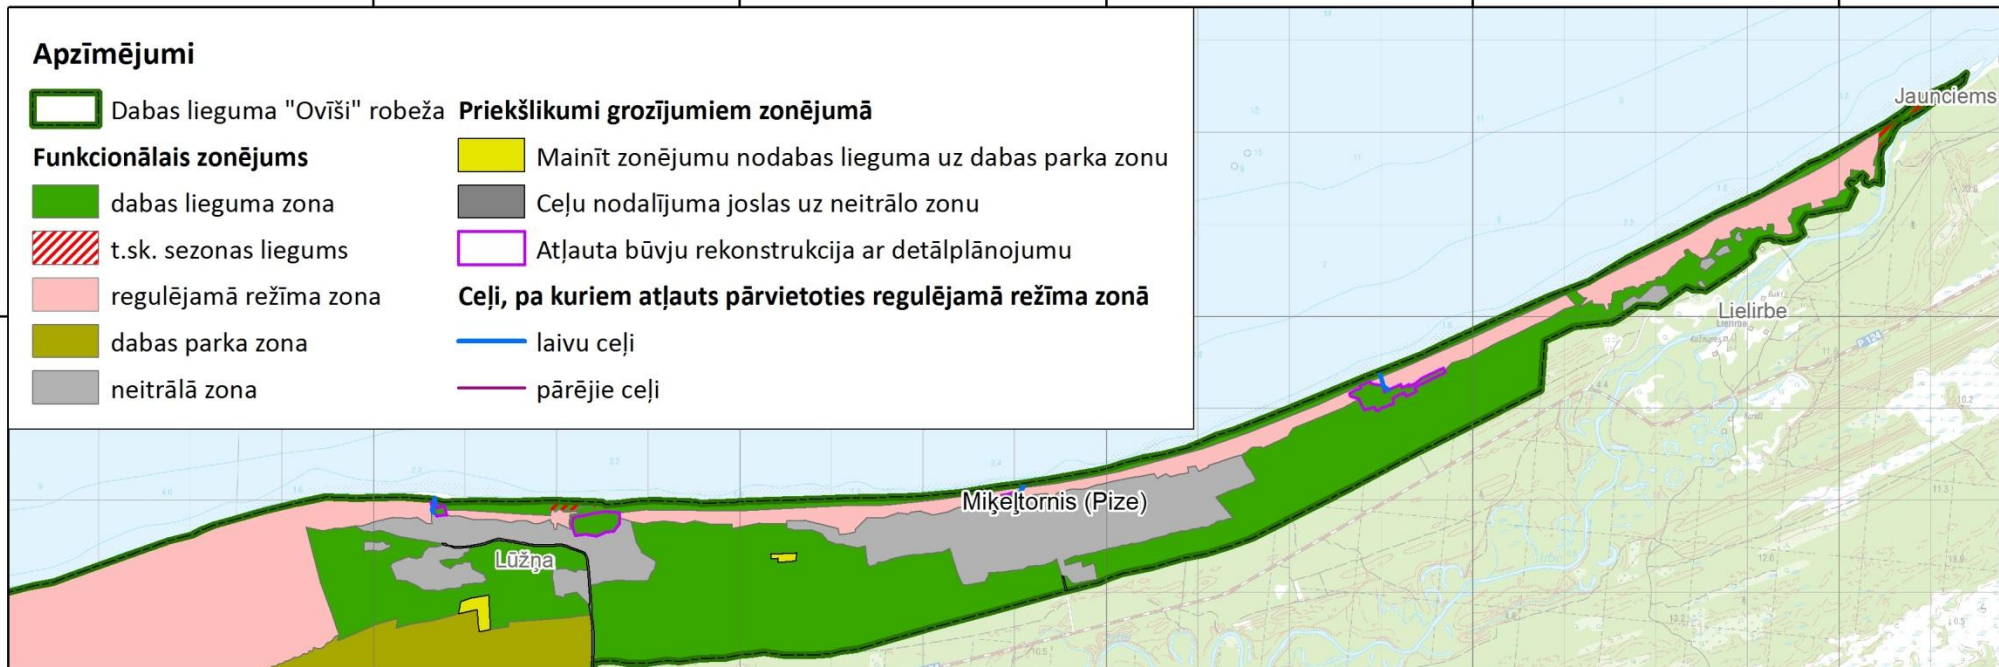 Apzīmējumi
Dabas lieguma "Ovīši" robeža
Funkcionālais zonējums
dabas lieguma zona
t.sk. sezonas liegums
regulējamā režīma zona
dabas parka zona
neitrālā zona
Priekšlikumi grozījumiem zonējumā
Mainīt zonējumu nodabas lieguma uz dabas parka zonu
Ceļu nodalījuma joslas uz neitrālo zonu
Atļauta būvju rekonstrukcija ar detālplānojumu
Ceļi, pa kuriem atļauts pārvietoties regulējamā režīma zonā
laivu ceļi
pārējie ceļi
Jaunciems
Lielirbe
P 124
Miķeļtornis (Pize)
Lūžņa